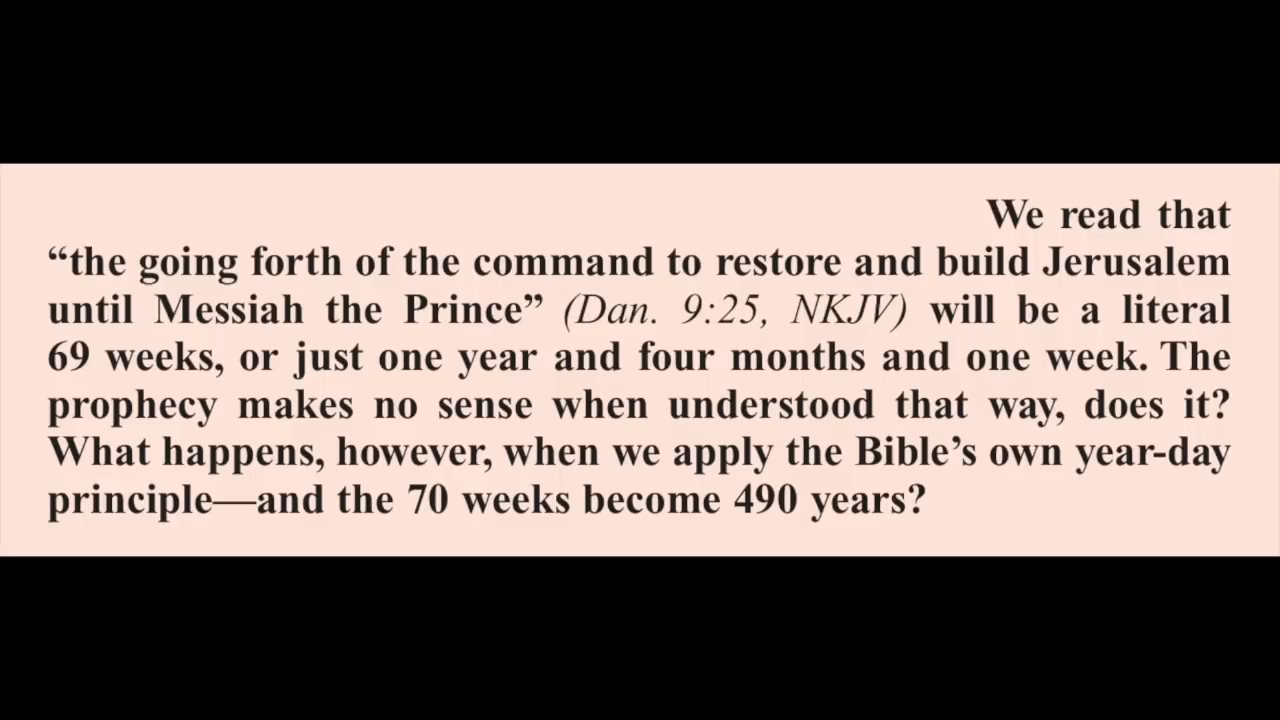 We read that
“the going forth of the command to restore and build Jerusalem
until Messiah the Prince” (Dan. 9:25, NKJV) will be a literal
69 weeks, or just one year and four months and one week. The
prophecy makes no sense when understood that way, does it?
What happens, however, when we apply the Bible’s own year-day
principle—and the 70 weeks become 490 years?